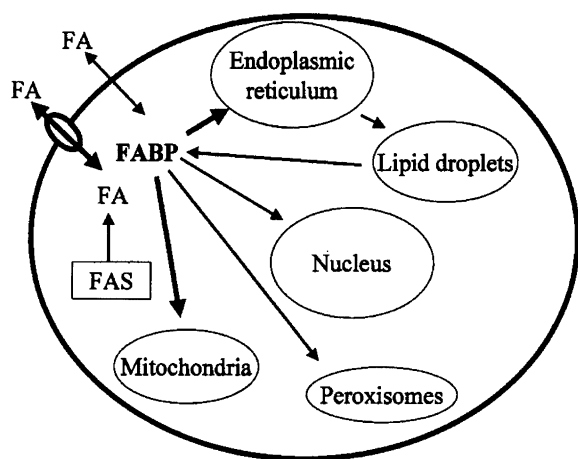 FA
FA
Endoplasmic
reticulum
FABP
Lipid droplets
FA
FAS
Nucleus
Mitochondria
Peroxisomes